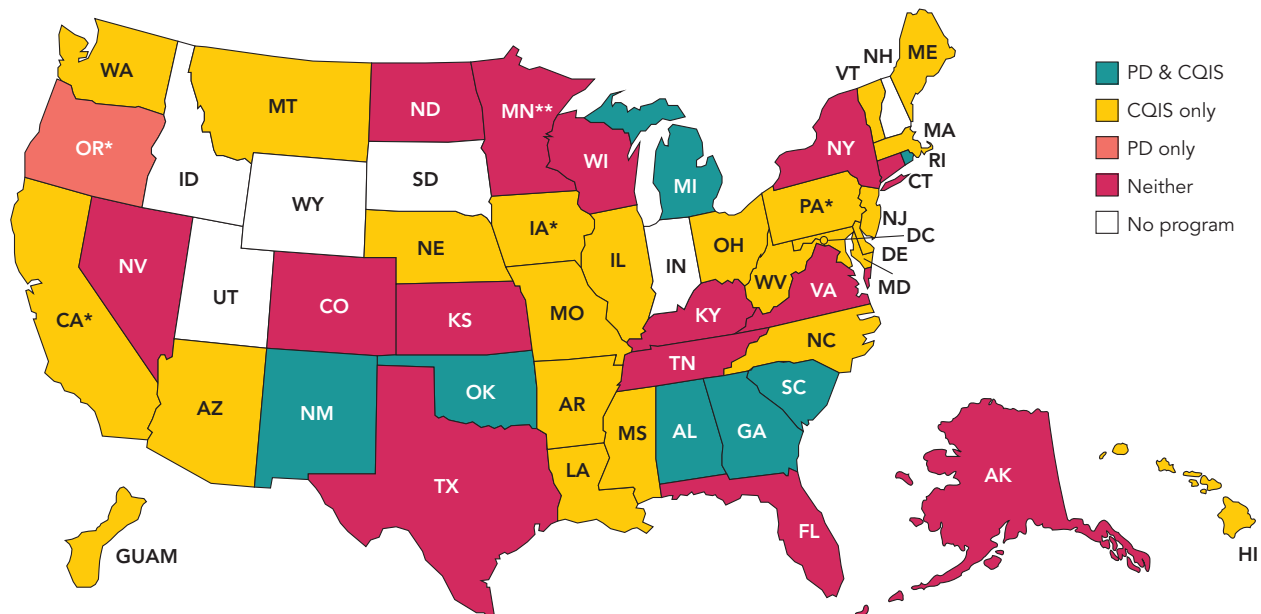 WA
MT
ND
MN**
VT
NH
ME
OR*
ID
WY
SD
WI
MI
NY
MA
RI
CT
NV
UT
CO
NE
IA*
IL
IN
OH
PA*
NJ
DC
DE
MD
CA*
KS
MO
KY
WV
VA
AZ
NM
OK
AR
TN
NC
SC
TX
LA
MS
AL
GA
FL
GUAM
AK
HI
PD & CQIS
CQIS only
PD only
Neither
No program